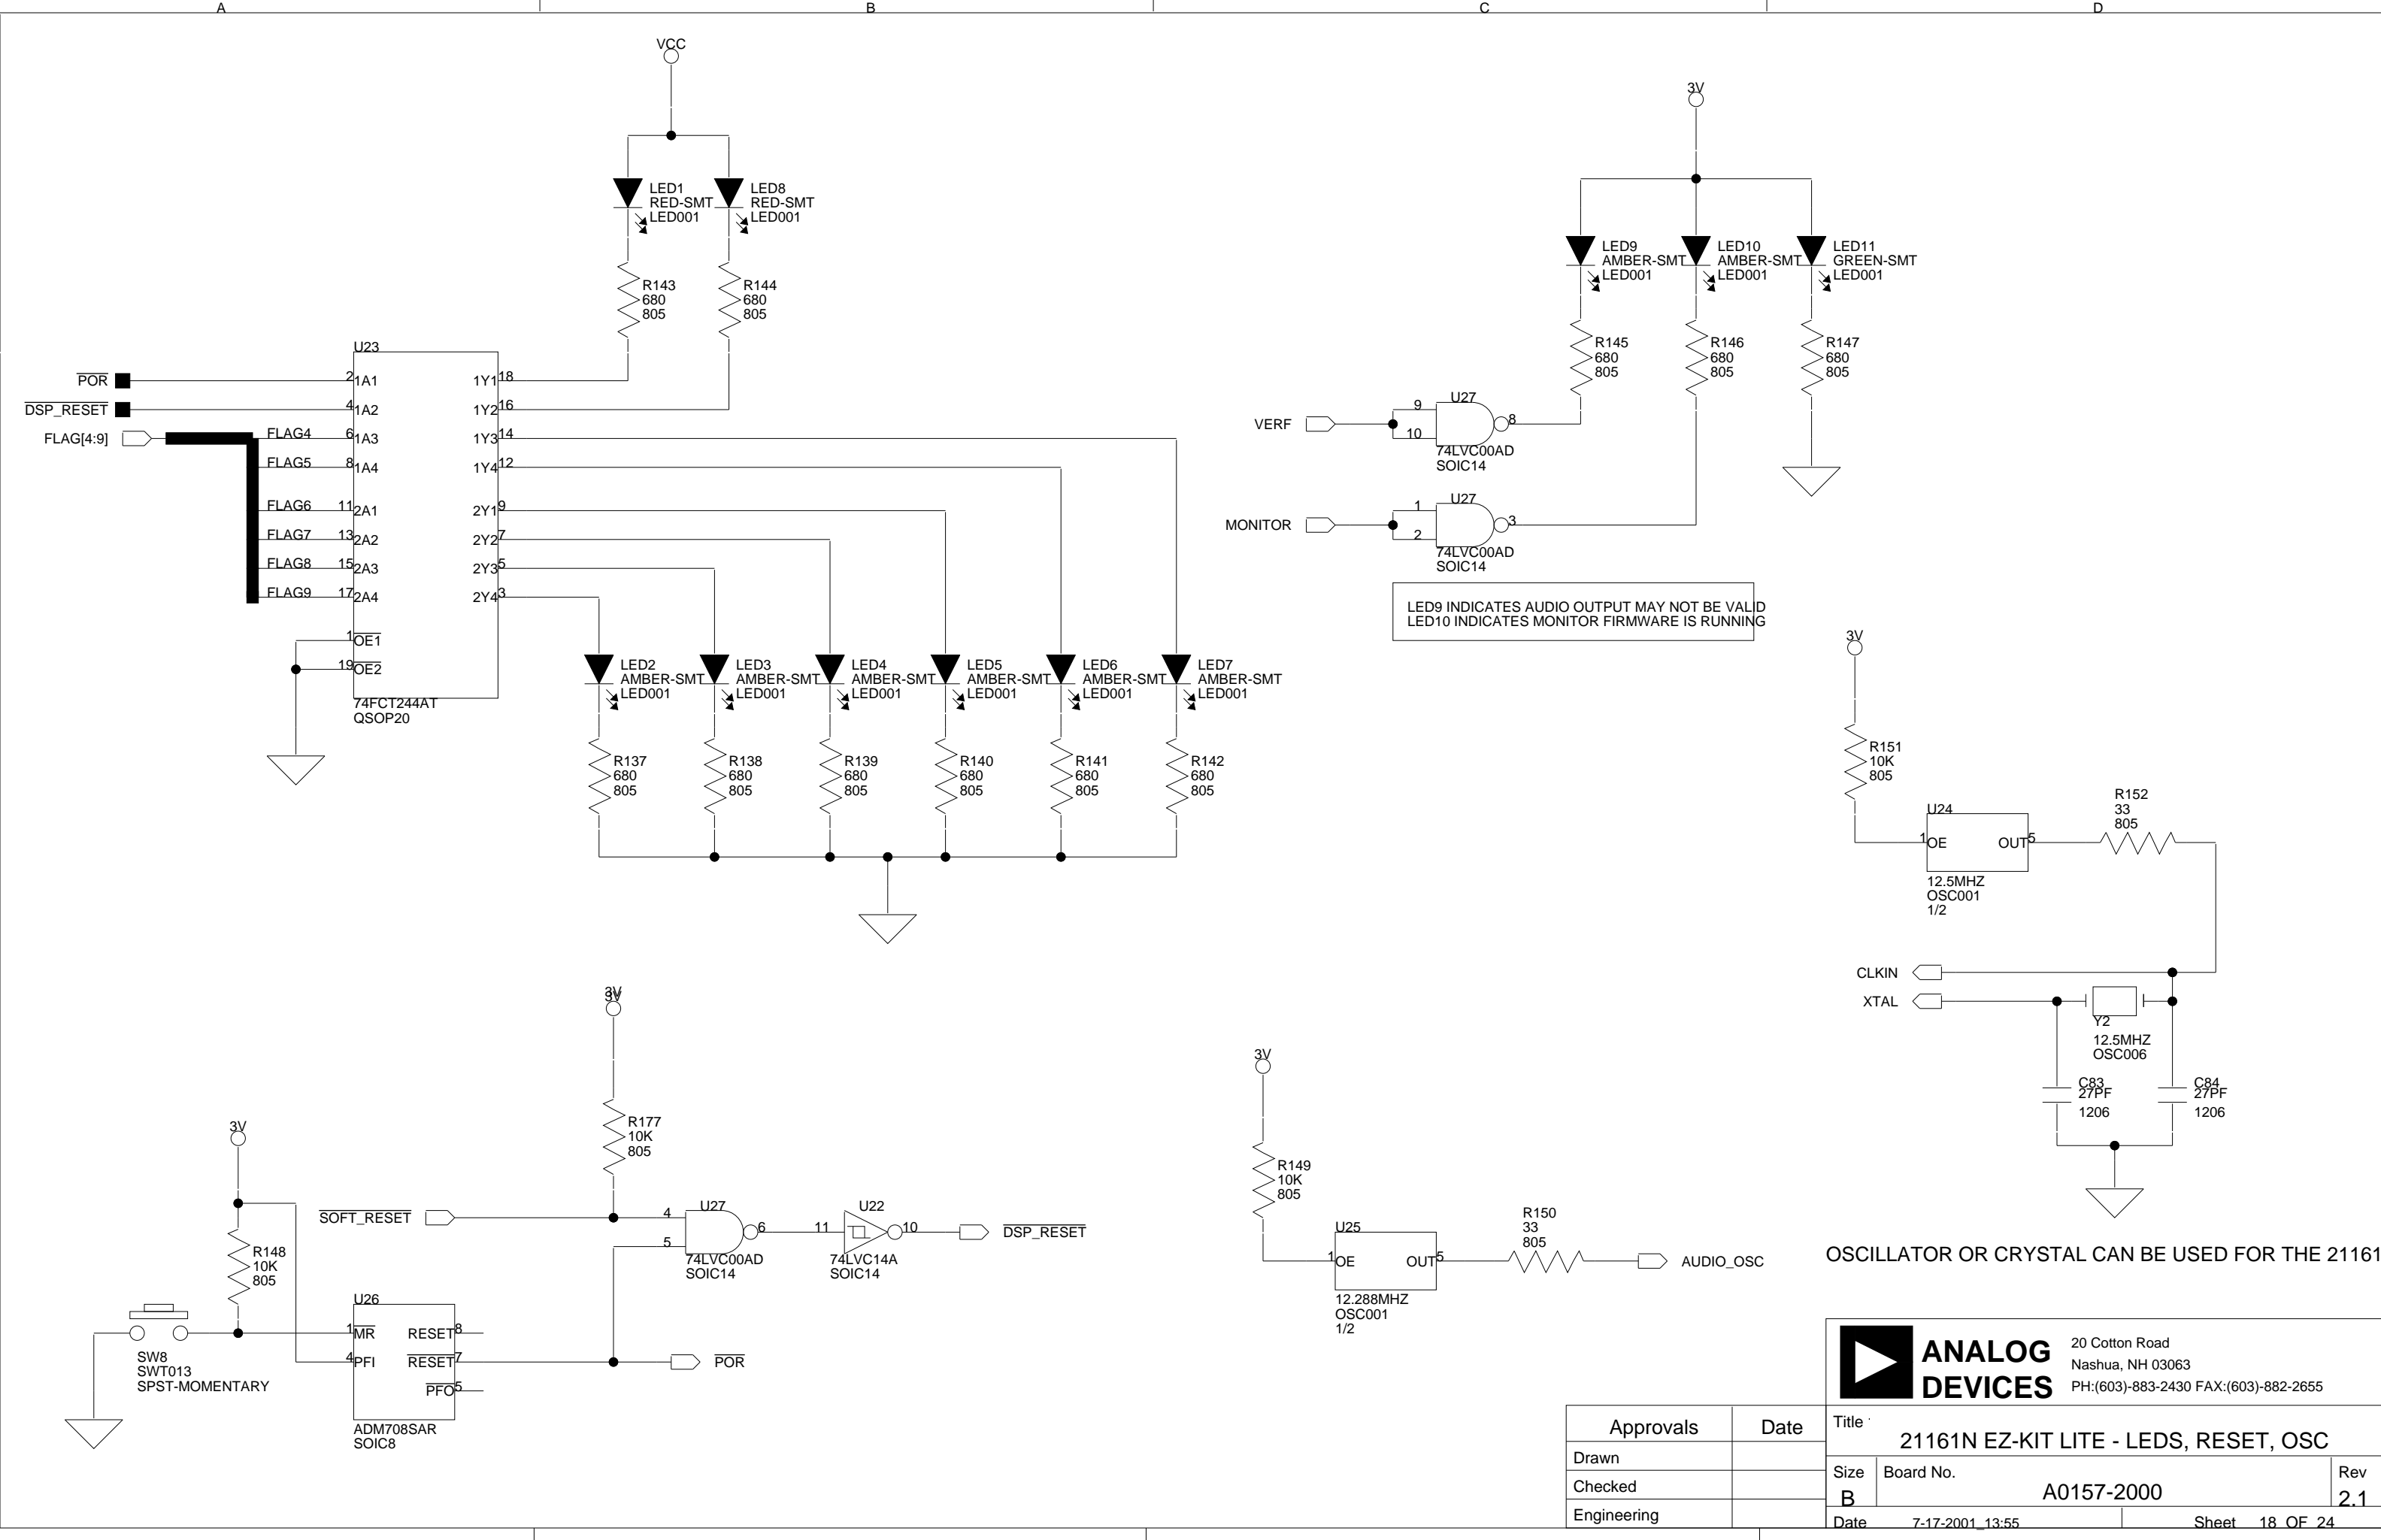 A B C D
VCC
3V
LED1
RED-SMT
LED001
LED8
RED-SMT
LED001
R143
680
805
R144
680
805
LED9
AMBER-SMT
LED001
LED10
AMBER-SMT
LED001
LED11
GREEN-SMT
LED001
R145
680
805
R146
680
805
R147
680
805
U23
POR 2 1A1 1Y1 18
DSP_RESET 4 1A2 1Y2 16
FLAG[4:9] FLAG4 6 1A3 1Y3 14
FLAG5 8 1A4 1Y4 12
FLAG6 11 2A1 2Y1 9
FLAG7 13 2A2 2Y2 7
FLAG8 15 2A3 2Y3 5
FLAG9 17 2A4 2Y4 3
1 OE1
19 OE2
74FCT244AT
QSOP20
VERF 9 10 U27 8
74LVC00AD
SOIC14
MONITOR 1 2 U27 3
74LVC00AD
SOIC14
LED9 INDICATES AUDIO OUTPUT MAY NOT BE VALID
LED10 INDICATES MONITOR FIRMWARE IS RUNNING
LED2
AMBER-SMT
LED001
LED3
AMBER-SMT
LED001
LED4
AMBER-SMT
LED001
LED5
AMBER-SMT
LED001
LED6
AMBER-SMT
LED001
LED7
AMBER-SMT
LED001
R137
680
805
R138
680
805
R139
680
805
R140
680
805
R141
680
805
R142
680
805
3V
R151
10K
805
U24
1 OE OUT 5
12.5MHZ
OSC001
1/2
R152
33
805
CLKIN
XTAL
Y2
12.5MHZ
OSC006
C83
27PF
1206
C84
27PF
1206
OSCILLATOR OR CRYSTAL CAN BE USED FOR THE 21161
3V
3V
R177
10K
805
3V
R148
10K
805
SOFT_RESET 4 5 U27 6
74LVC00AD
SOIC14
11 U22 10 DSP_RESET
74LVC14A
SOIC14
SW8
SWT013
SPST-MOMENTARY
U26
1 MR RESET 8
4 PFI RESET 7 POR
PFO 5
ADM708SAR
SOIC8
3V
R149
10K
805
U25
1 OE OUT 5
12.288MHZ
OSC001
1/2
R150
33
805
AUDIO_OSC
ANALOG
DEVICES
20 Cotton Road
Nashua, NH 03063
PH:(603)-883-2430 FAX:(603)-882-2655
Approvals Date
Drawn
Checked
Engineering
Title
21161N EZ-KIT LITE - LEDS, RESET, OSC
Size Board No. Rev
B A0157-2000 2.1
Date 7-17-2001_13:55 Sheet 18 OF 24